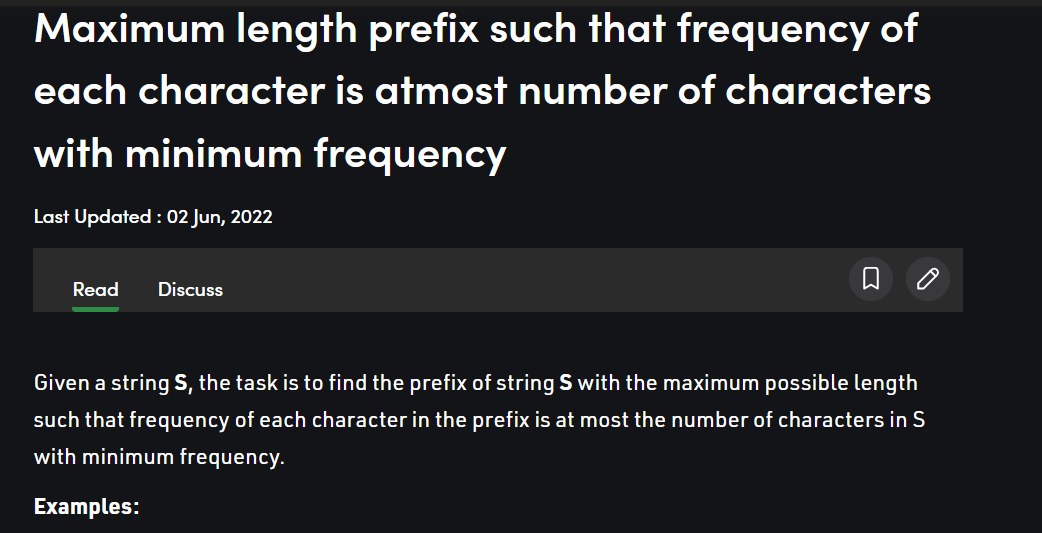 Maximum length prefix such that frequency of
each character is atmost number of characters
with minimum frequency
Last Updated : 02 Jun, 2022
Read Discuss
Given a string S, the task is to find the prefix of string S with the maximum possible length
such that frequency of each character in the prefix is at most the number of characters in S
with minimum frequency.
Examples: